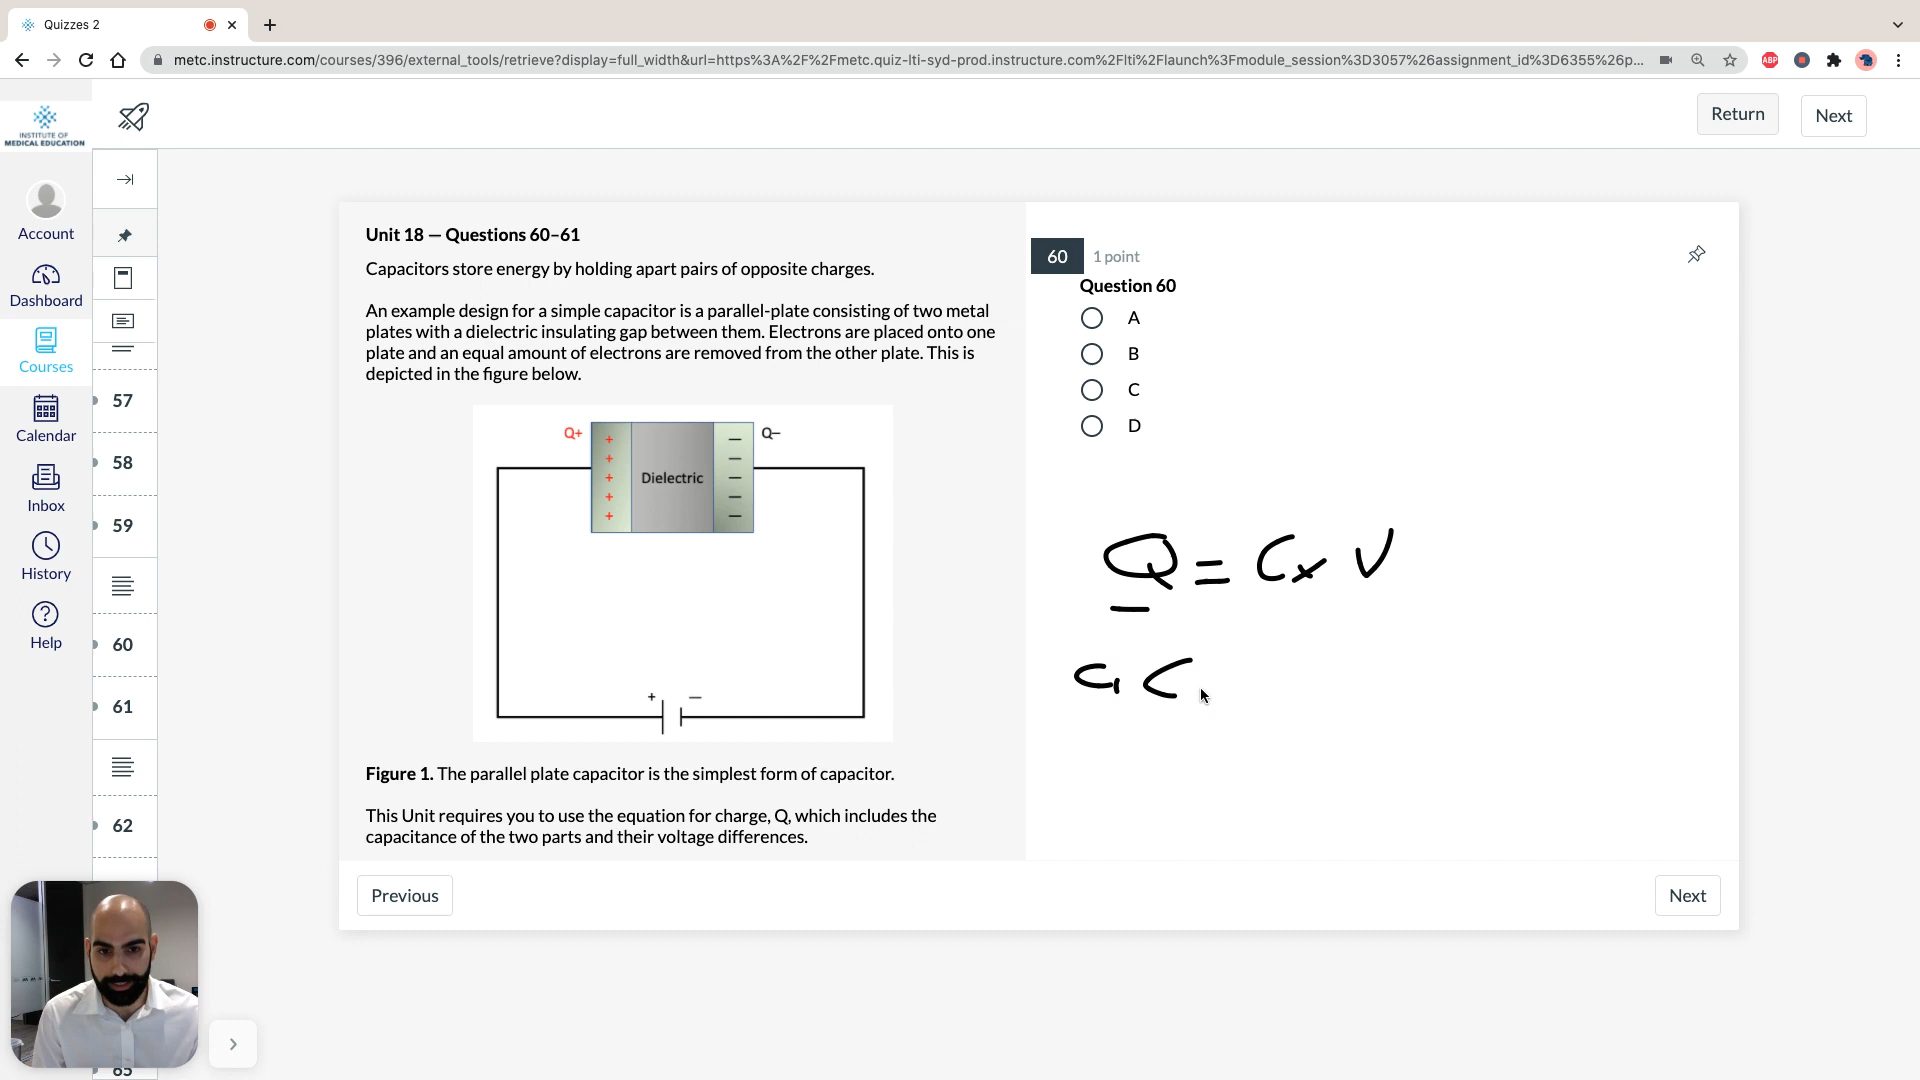 Quizzes 2
metc.instructure.com/courses/396/external_tools/retrieve?display=full_width&url=https%3A%2F%2Fmetc.quiz-lti-syd-prod.instructure.com%2Flti%2Flaunch%3Fmodule_session%3D3057%26assignment_id%3D6355%26p...
ABP
INSTITUTE OF
MEDICAL EDUCATION
Return
Next
Account
Dashboard
Courses
Calendar
Inbox
History
Help
57
58
59
60
61
62
65
Unit 18 — Questions 60–61
Capacitors store energy by holding apart pairs of opposite charges.
An example design for a simple capacitor is a parallel-plate consisting of two metal
plates with a dielectric insulating gap between them. Electrons are placed onto one
plate and an equal amount of electrons are removed from the other plate. This is
depicted in the figure below.
Q+
Q–
+ –
+ –
+ Dielectric –
+ –
+ –
+ –
Figure 1. The parallel plate capacitor is the simplest form of capacitor.
This Unit requires you to use the equation for charge, Q, which includes the
capacitance of the two parts and their voltage differences.
60
1 point
Question 60
A
B
C
D
Q = C x V
Previous
Next